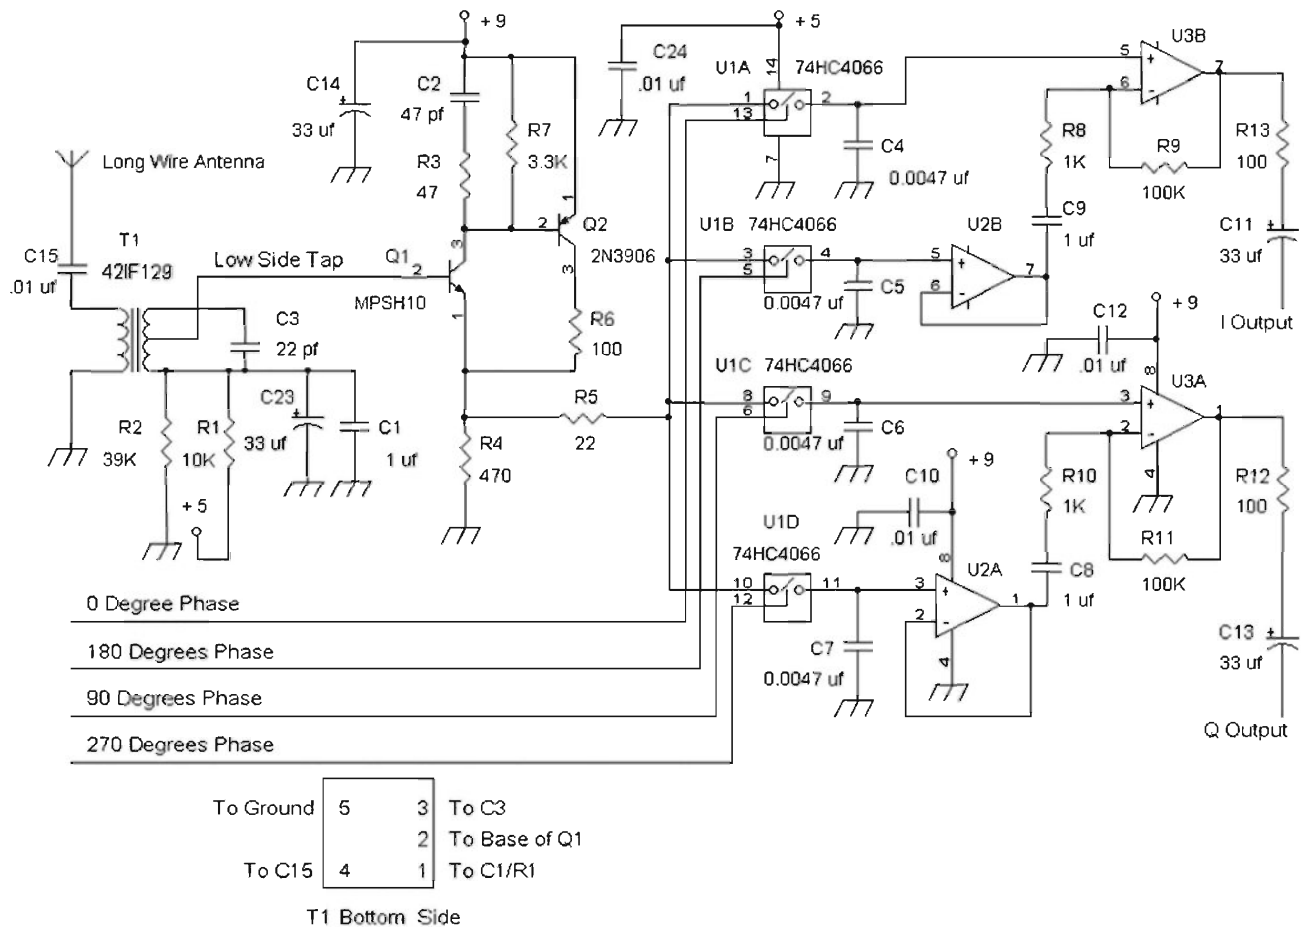 + 9
+ 5
C24
.01 uf
U1A
14
74HC4066
1
2
13
7
U3B
5
6
7
C14
33 uf
C2
47 pf
R7
3.3K
R3
47
C4
0.0047 uf
R8
1K
R9
100K
R13
100
Long Wire Antenna
C15
.01 uf
T1
42IF129
Low Side Tap
Q1
2
3
1
MPSH10
1
2
3
Q2
2N3906
U1B 74HC4066
3
4
5
C5
0.0047 uf
U2B
5
6
7
C9
1 uf
C11
33 uf
I Output
C3
22 pf
R6
100
C12
.01 uf
+ 9
U1C 74HC4066
8
9
6
C6
0.0047 uf
U3A
8
3
2
1
4
R2
39K
R1
10K
C23
33 uf
C1
1 uf
+ 5
R4
470
R5
22
C10
.01 uf
+ 9
R10
1K
R11
100K
R12
100
U1D
74HC4066
10
11
12
C7
0.0047 uf
U2A
8
3
2
1
4
C8
1 uf
C13
33 uf
Q Output
0 Degree Phase
180 Degrees Phase
90 Degrees Phase
270 Degrees Phase
To Ground 5 3 To C3
2 To Base of Q1
To C15 4 1 To C1/R1
T1 Bottom Side